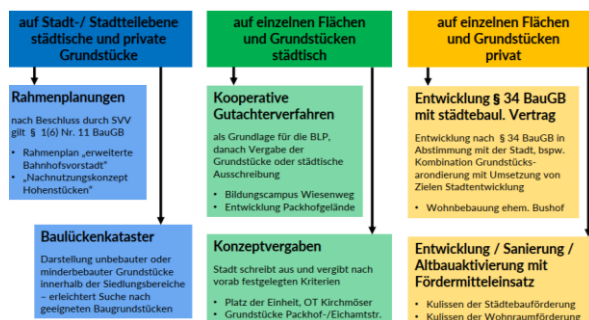 auf Stadt-/ Stadtteilebene
städtische und private
Grundstücke
Rahmenplanungen
nach Beschluss durch SVV
gilt § 1(6) Nr. 11 BauGB
• Rahmenplan „erweiterte
Bahnhofsvorstadt"
• „Nachnutzungskonzept
Hohenstücken"
Baulückenkataster
Darstellung unbebauter oder
minderbebauter Grundstücke
innerhalb der Siedlungsbereiche
– erleichtert Suche nach
geeigneten Baugrundstücken
auf einzelnen Flächen
und Grundstücken
städtisch
Kooperative
Gutachterverfahren
als Grundlage für die BLP,
danach Vergabe der
Grundstücke oder städtische
Ausschreibung
• Bildungscampus Wiesenweg
• Entwicklung Packhofgelände
Konzeptvergaben
Stadt schreibt aus und vergibt nach
vorab festgelegten Kriterien
• Platz der Einheit, OT Kirchmöser
• Grundstücke Packhof-/Eichamtstr.
auf einzelnen Flächen
und Grundstücken
privat
Entwicklung § 34 BauGB
mit städtebaul. Vertrag
Entwicklung nach § 34 BauGB in
Abstimmung mit der Stadt, bspw.
Kombination Grundstücks-
arondierung mit Umsetzung von
Zielen Stadtentwicklung
• Wohnbebauung ehem. Bushof
Entwicklung / Sanierung /
Altbauaktivierung mit
Fördermitteleinsatz
• Kulissen der Städtebauförderung
• Kulissen der Wohnraumförderung